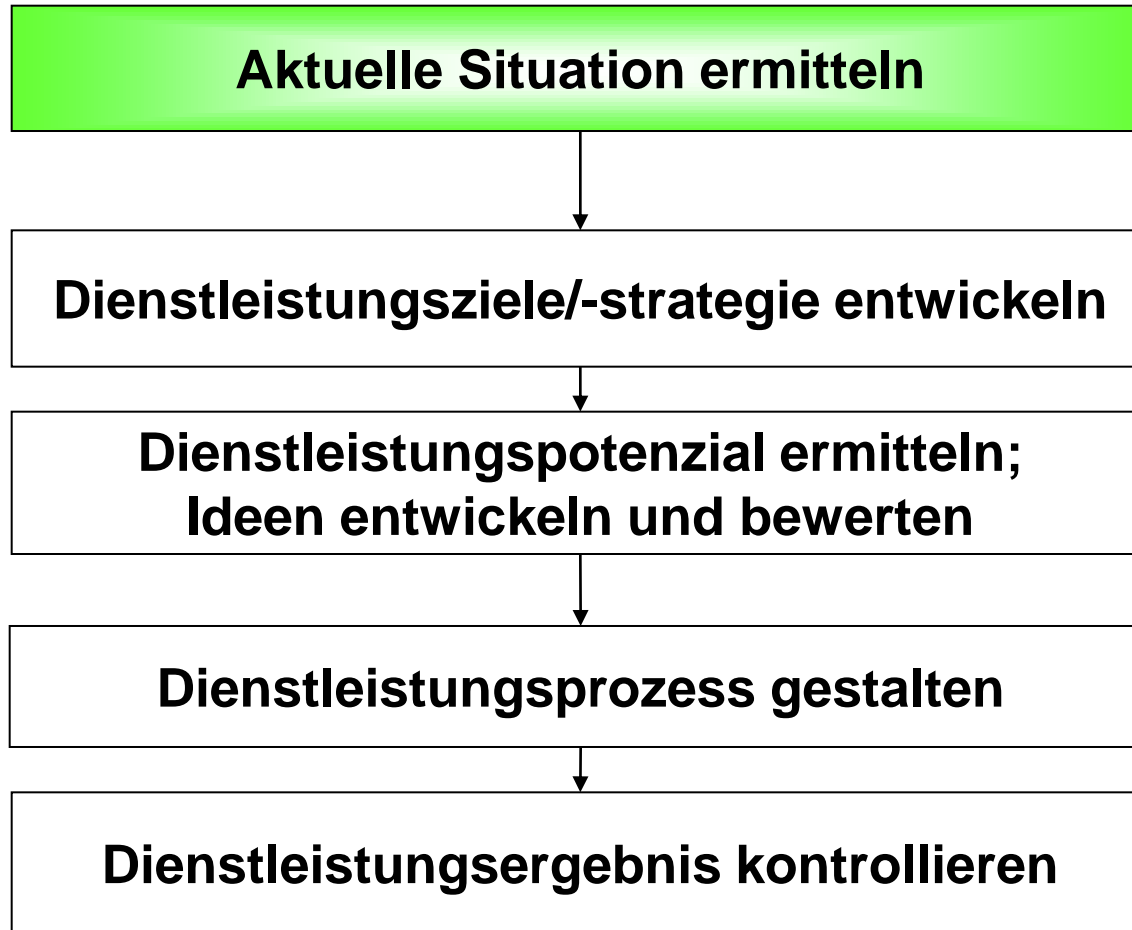 Aktuelle Situation ermitteln
Dienstleistungsziele/-strategie entwickeln
Dienstleistungspotenzial ermitteln;
Ideen entwickeln und bewerten
Dienstleistungsprozess gestalten
Dienstleistungsergebnis kontrollieren